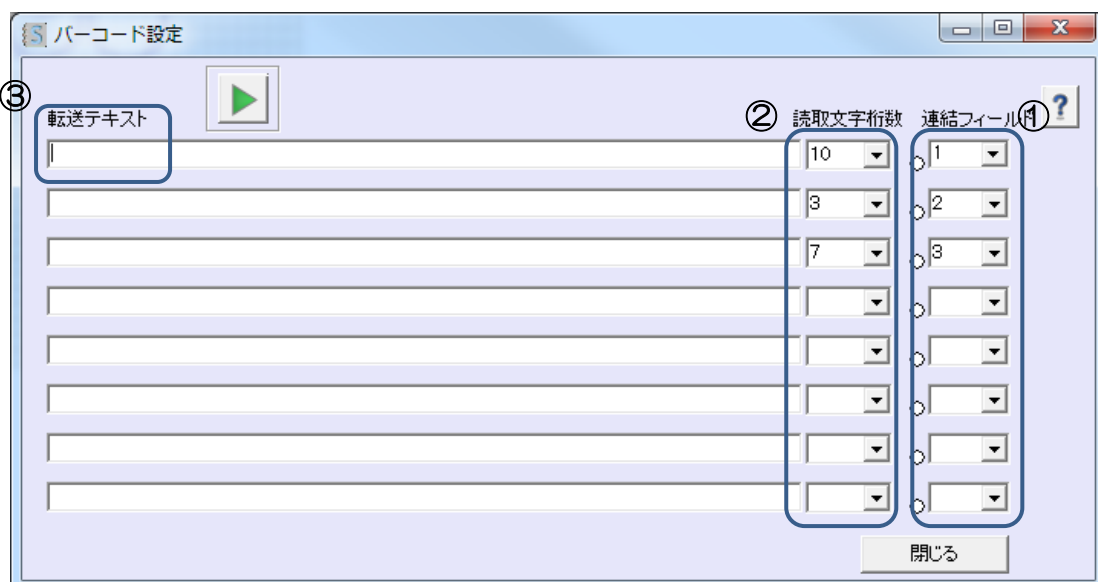 バーコード設定
③
転送テキスト
② 読取文字桁数 連結フィールド ① ?
10 1
3 2
7 3
閉じる